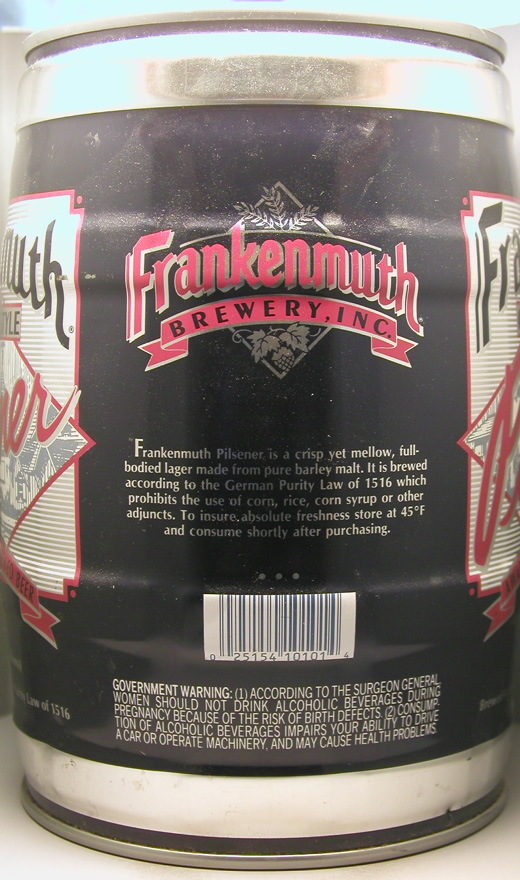 Frankenmuth
BREWERY, INC.
Frankenmuth Pilsener is a crisp yet mellow, full-
bodied lager made from pure barley malt. It is brewed
according to the German Purity Law of 1516 which
prohibits the use of corn, rice, corn syrup or other
adjuncts. To insure absolute freshness store at 45°F
and consume shortly after purchasing.
0 25154 10101 4
GOVERNMENT WARNING: (1) ACCORDING TO THE SURGEON GENERAL,
WOMEN SHOULD NOT DRINK ALCOHOLIC BEVERAGES DURING
PREGNANCY BECAUSE OF THE RISK OF BIRTH DEFECTS. (2) CONSUMP-
TION OF ALCOHOLIC BEVERAGES IMPAIRS YOUR ABILITY TO DRIVE
A CAR OR OPERATE MACHINERY, AND MAY CAUSE HEALTH PROBLEMS.
muth
YLE
er
BEER
Law of 1516
Fra